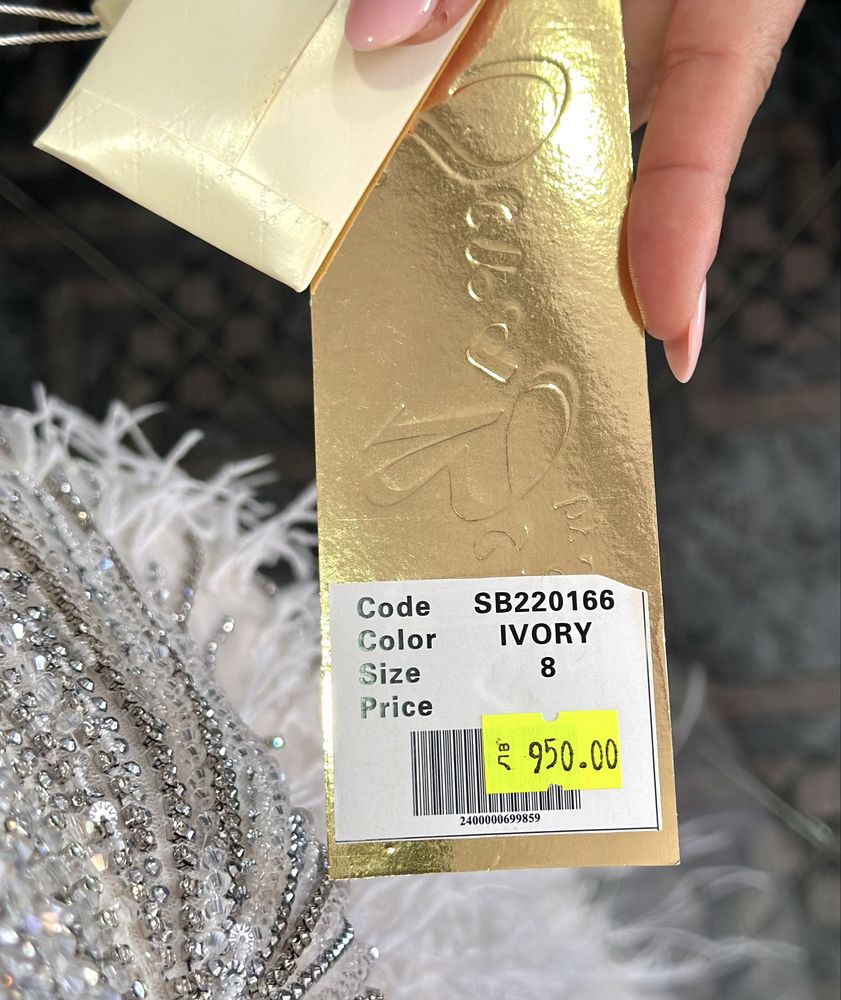 Code SB220166
Color IVORY
Size 8
Price
лв 950.00
2400000699859